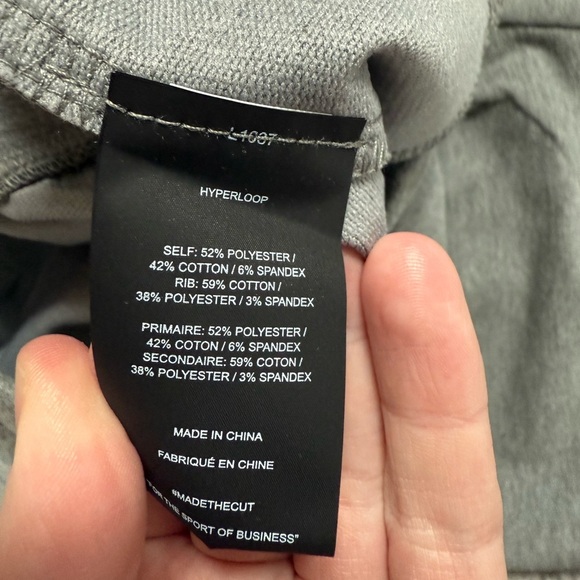 L1037
HYPERLOOP
SELF: 52% POLYESTER /
42% COTTON / 6% SPANDEX
RIB: 59% COTTON /
38% POLYESTER / 3% SPANDEX
PRIMAIRE: 52% POLYESTER /
42% COTON / 6% SPANDEX
SECONDAIRE: 59% COTON /
38% POLYESTER / 3% SPANDEX
MADE IN CHINA
FABRIQUÉ EN CHINE
#MADETHECUT
FOR THE SPORT OF BUSINESS"